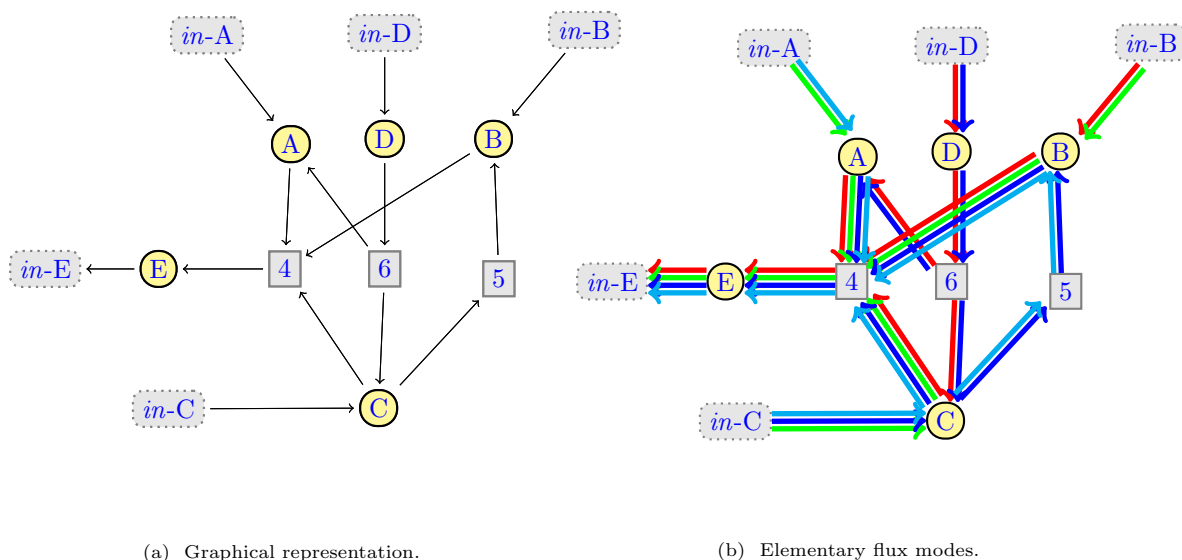 in-A
in-D
in-B
A
D
B
in-E
E
4
6
5
in-C
C
(a) Graphical representation.
in-A
in-D
in-B
A
D
B
in-E
E
4
6
5
in-C
C
(b) Elementary flux modes.